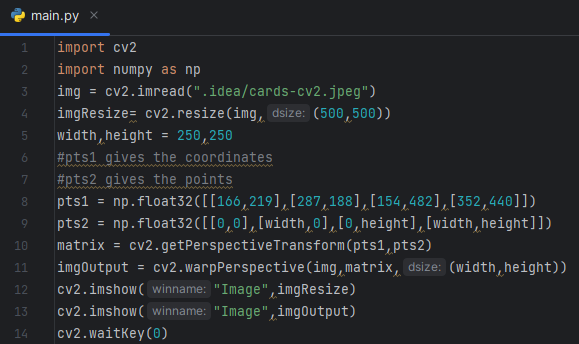 main.py
1 import cv2
2 import numpy as np
3 img = cv2.imread(".idea/cards-cv2.jpeg")
4 imgResize= cv2.resize(img, dsize: (500,500))
5 width,height = 250,250
6 #pts1 gives the coordinates
7 #pts2 gives the points
8 pts1 = np.float32([[166,219],[287,188],[154,482],[352,440]])
9 pts2 = np.float32([[0,0],[width,0],[0,height],[width,height]])
10 matrix = cv2.getPerspectiveTransform(pts1,pts2)
11 imgOutput = cv2.warpPerspective(img,matrix, dsize: (width,height))
12 cv2.imshow( winname: "Image",imgResize)
13 cv2.imshow( winname: "Image",imgOutput)
14 cv2.waitKey(0)